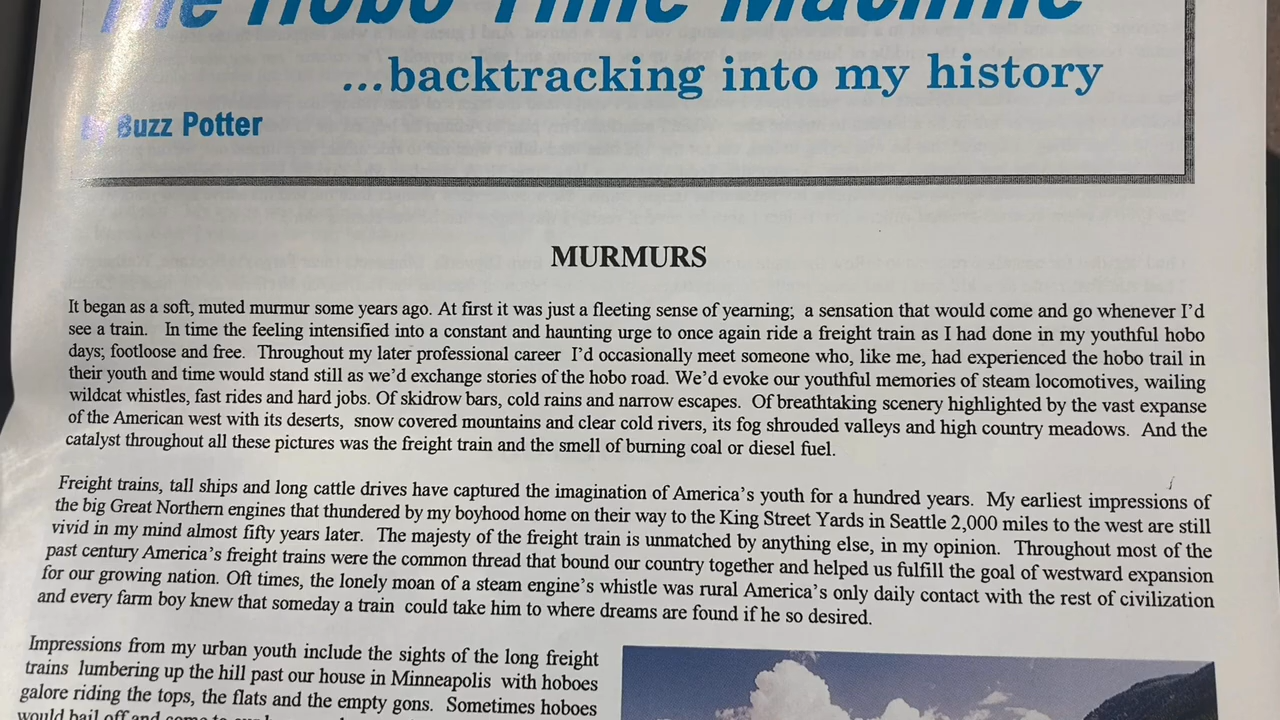 The Hobo Time Machine
...backtracking into my history
Buzz Potter
MURMURS
It began as a soft, muted murmur some years ago. At first it was just a fleeting sense of yearning; a sensation that would come and go whenever I'd
see a train. In time the feeling intensified into a constant and haunting urge to once again ride a freight train as I had done in my youthful hobo
days; footloose and free. Throughout my later professional career I'd occasionally meet someone who, like me, had experienced the hobo trail in
their youth and time would stand still as we'd exchange stories of the hobo road. We'd evoke our youthful memories of steam locomotives, wailing
wildcat whistles, fast rides and hard jobs. Of skidrow bars, cold rains and narrow escapes. Of breathtaking scenery highlighted by the vast expanse
of the American west with its deserts, snow covered mountains and clear cold rivers, its fog shrouded valleys and high country meadows. And the
catalyst throughout all these pictures was the freight train and the smell of burning coal or diesel fuel.
Freight trains, tall ships and long cattle drives have captured the imagination of America's youth for a hundred years. My earliest impressions of
the big Great Northern engines that thundered by my boyhood home on their way to the King Street Yards in Seattle 2,000 miles to the west are still
vivid in my mind almost fifty years later. The majesty of the freight train is unmatched by anything else, in my opinion. Throughout most of the
past century America's freight trains were the common thread that bound our country together and helped us fulfill the goal of westward expansion
for our growing nation. Oft times, the lonely moan of a steam engine's whistle was rural America's only daily contact with the rest of civilization
and every farm boy knew that someday a train could take him to where dreams are found if he so desired.
Impressions from my urban youth include the sights of the long freight
trains lumbering up the hill past our house in Minneapolis with hoboes
galore riding the tops, the flats and the empty gons. Sometimes hoboes
would bail off and come to